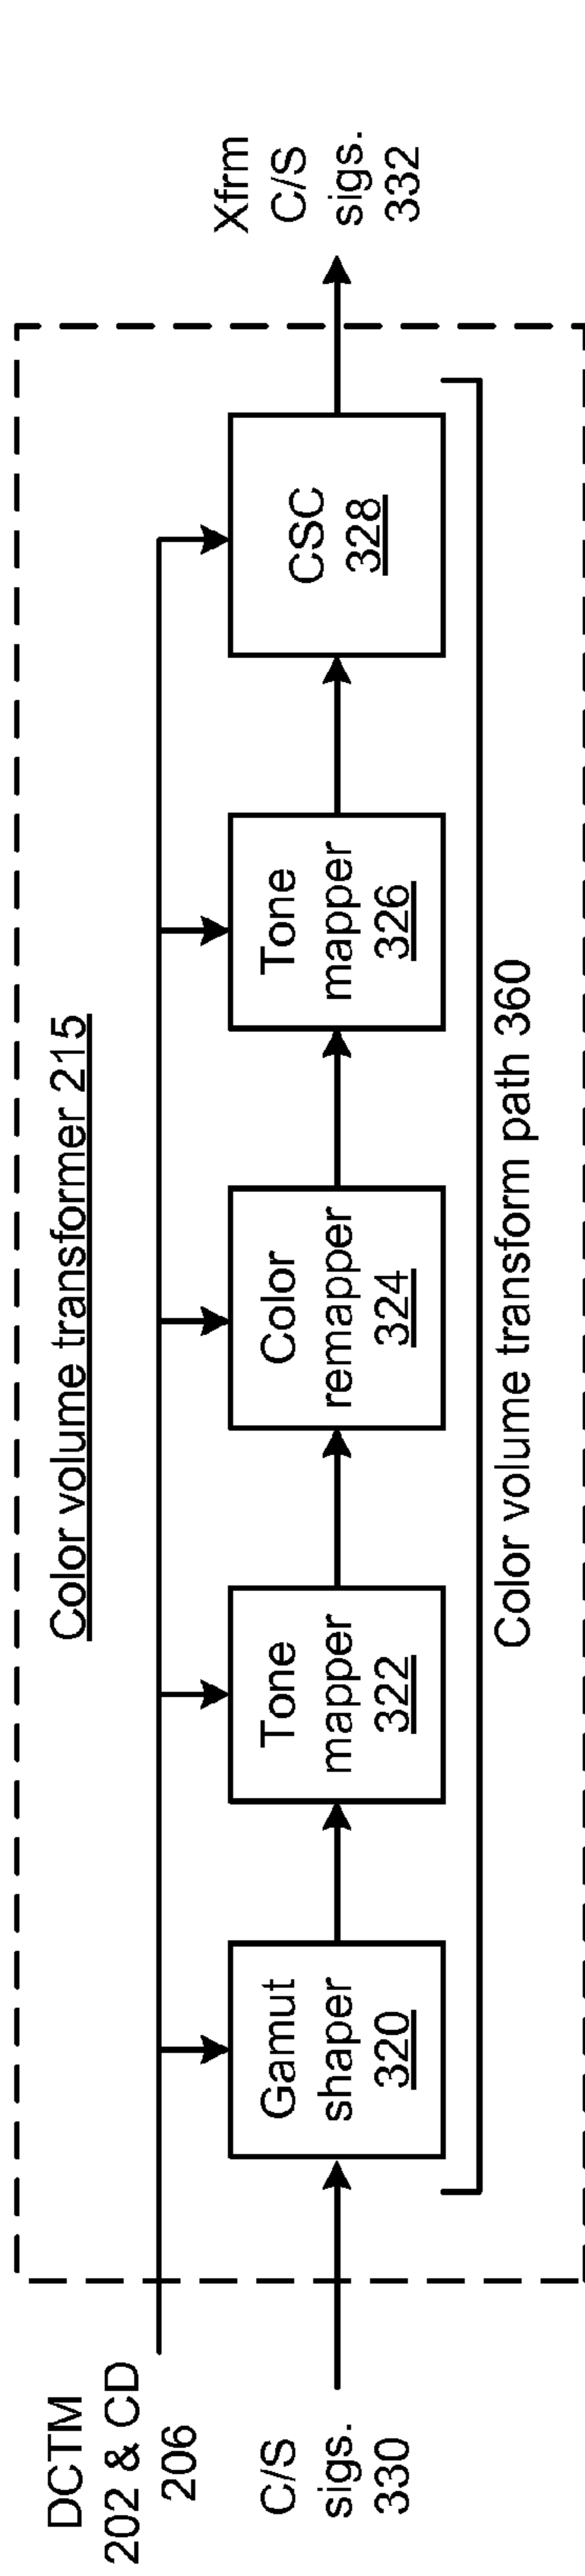 Color volume transformer 215
DCTM
202 & CD
206
C/S
sigs.
330
Gamut
shaper
320
Tone
mapper
322
Color
remapper
324
Tone
mapper
326
CSC
328
Xfrm
C/S
sigs.
332
Color volume transform path 360